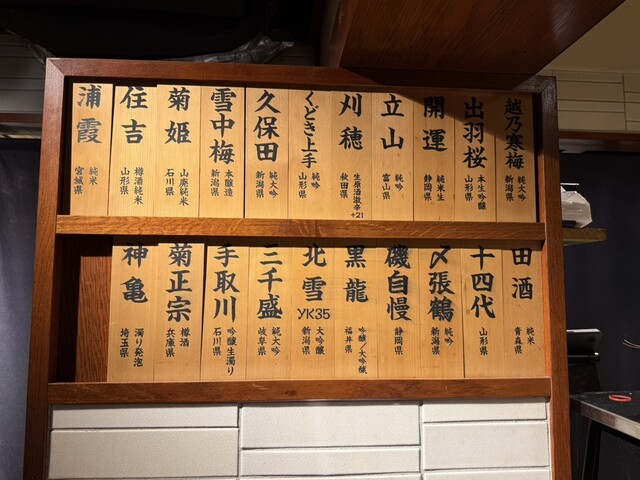 越乃寒梅
純大吟
新潟県
出羽桜
本生吟醸
山形県
開運
純米生
静岡県
立山
純吟
富山県
刈穂
生原酒激辛
+21
秋田県
くどき上手
純吟
山形県
久保田
純大吟
新潟県
雪中梅
本醸造
新潟県
菊姫
山廃純米
石川県
住吉
樽酒純米
山形県
浦霞
純米
宮城県
田酒
純米
青森県
十四代
山形県
〆張鶴
純吟
新潟県
磯自慢
静岡県
黒龍
吟醸/大吟醸
福井県
北雪
YK35
大吟醸
新潟県
三千盛
純大吟
岐阜県
手取川
吟醸生濁り
石川県
菊正宗
樽酒
兵庫県
神亀
濁り発泡
埼玉県